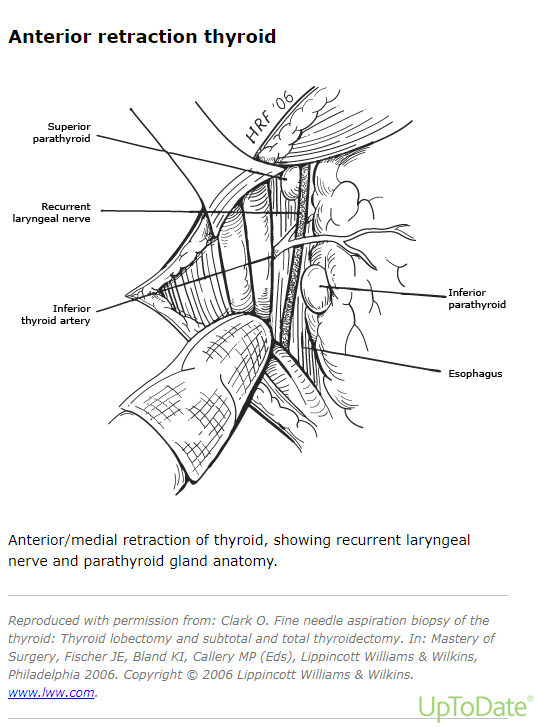 Anterior retraction thyroid
HRF '06
Superior
parathyroid
Recurrent
laryngeal nerve
Inferior
thyroid artery
Inferior
parathyroid
Esophagus
Anterior/medial retraction of thyroid, showing recurrent laryngeal
nerve and parathyroid gland anatomy.
Reproduced with permission from: Clark O. Fine needle aspiration biopsy of the
thyroid: Thyroid lobectomy and subtotal and total thyroidectomy. In: Mastery of
Surgery, Fischer JE, Bland KI, Callery MP (Eds), Lippincott Williams & Wilkins,
Philadelphia 2006. Copyright © 2006 Lippincott Williams & Wilkins.
www.lww.com.
UpToDate®